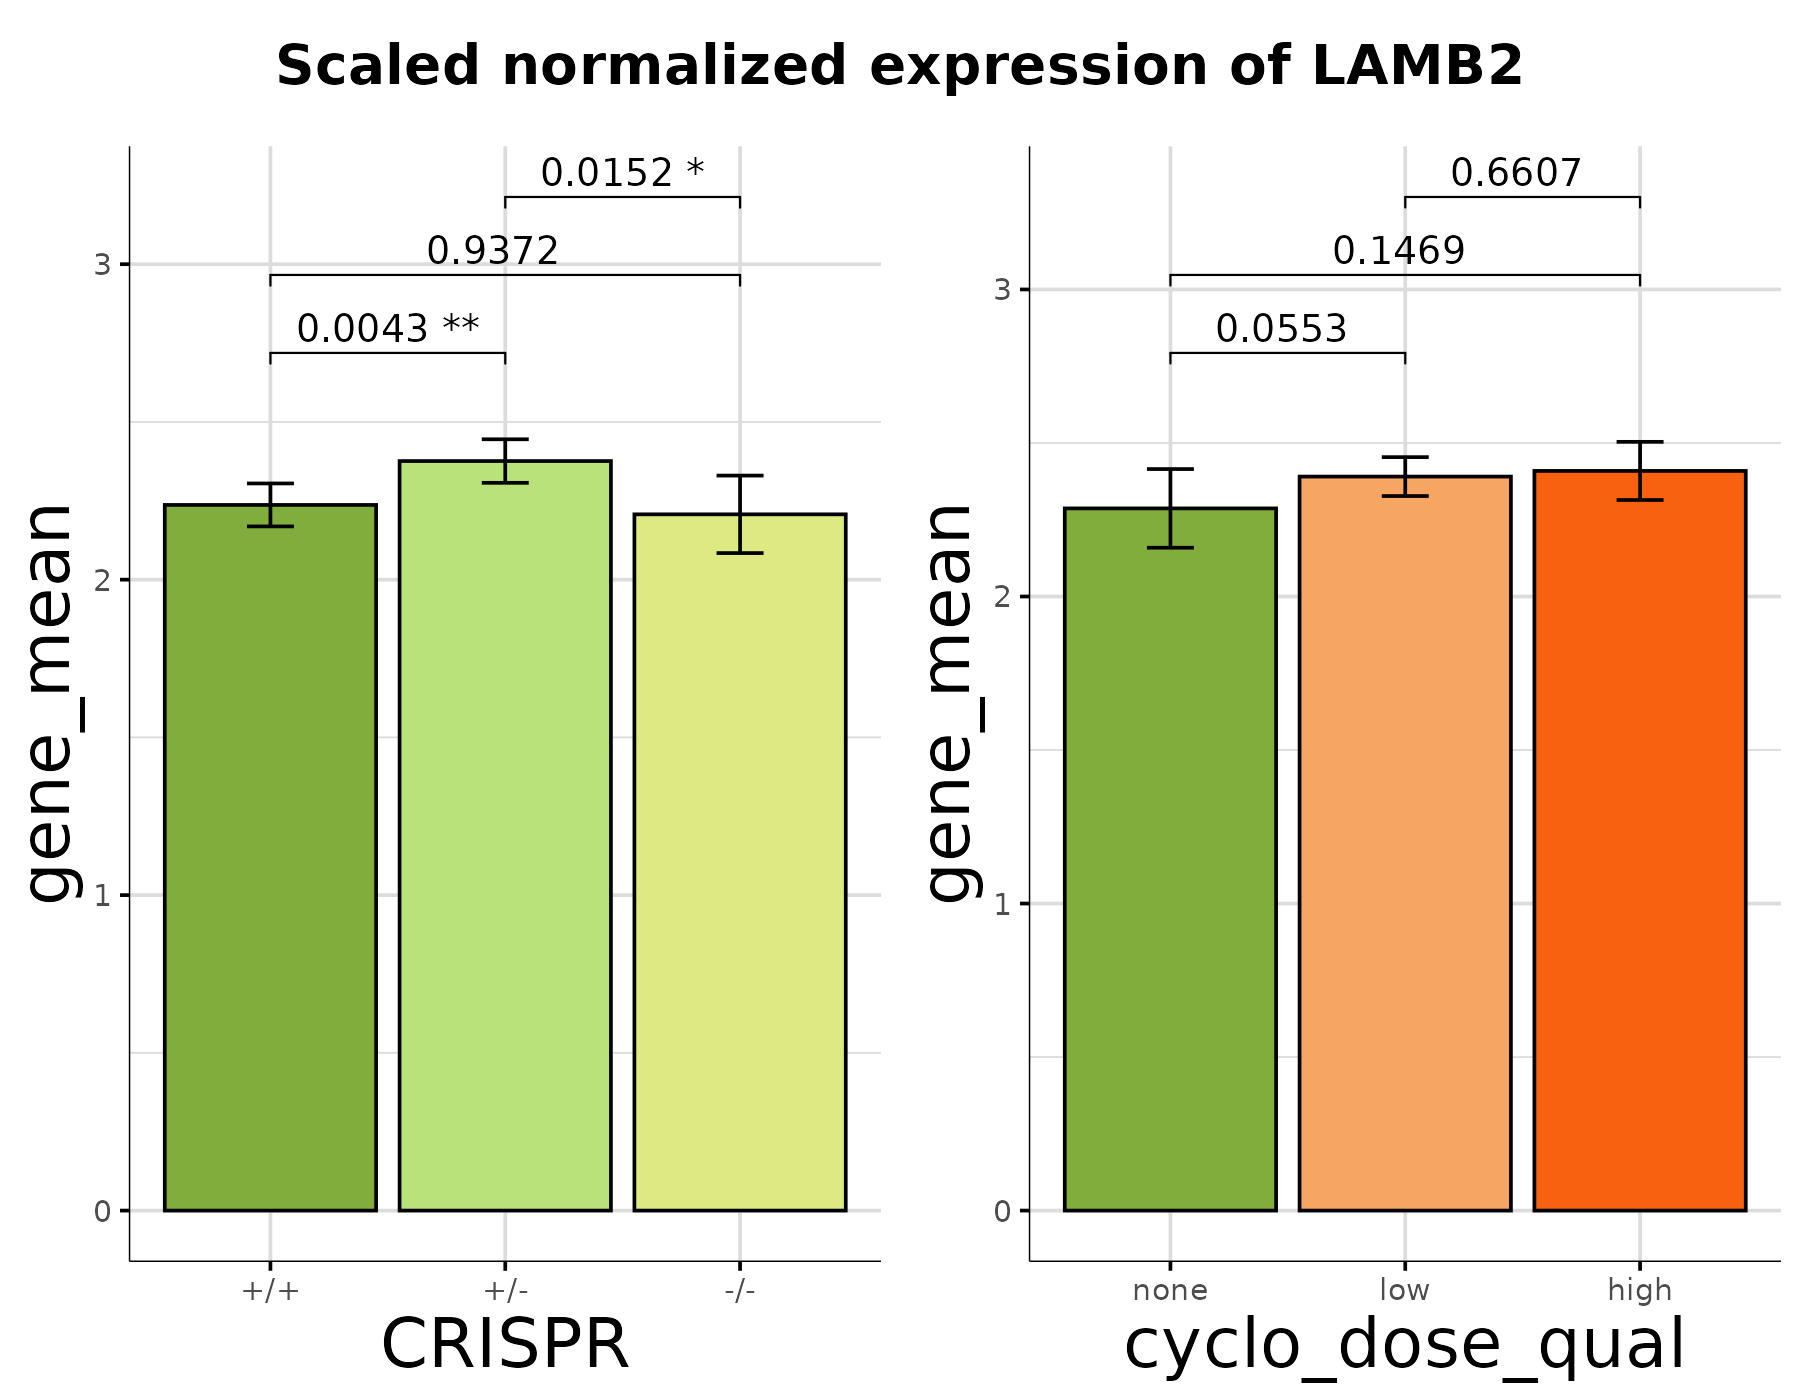 Scaled normalized expression of LAMB2
gene_mean
3
2
1
0
0.0152 *
0.9372
0.0043 **
+/+
+/-
-/-
CRISPR
gene_mean
3
2
1
0
0.6607
0.1469
0.0553
none
low
high
cyclo_dose_qual